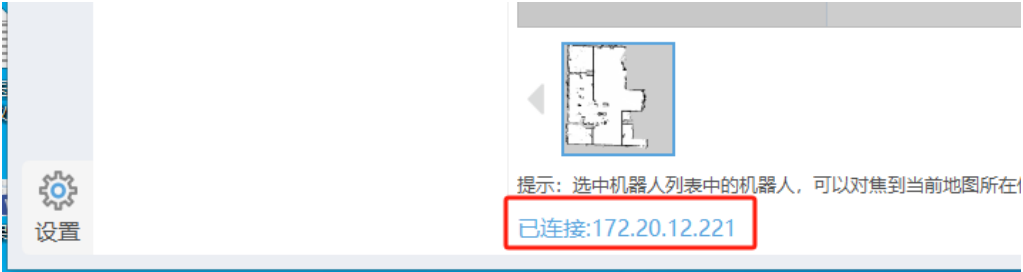 提示：选中机器人列表中的机器人，可以对焦到当前地图所在
设置
已连接:172.20.12.221